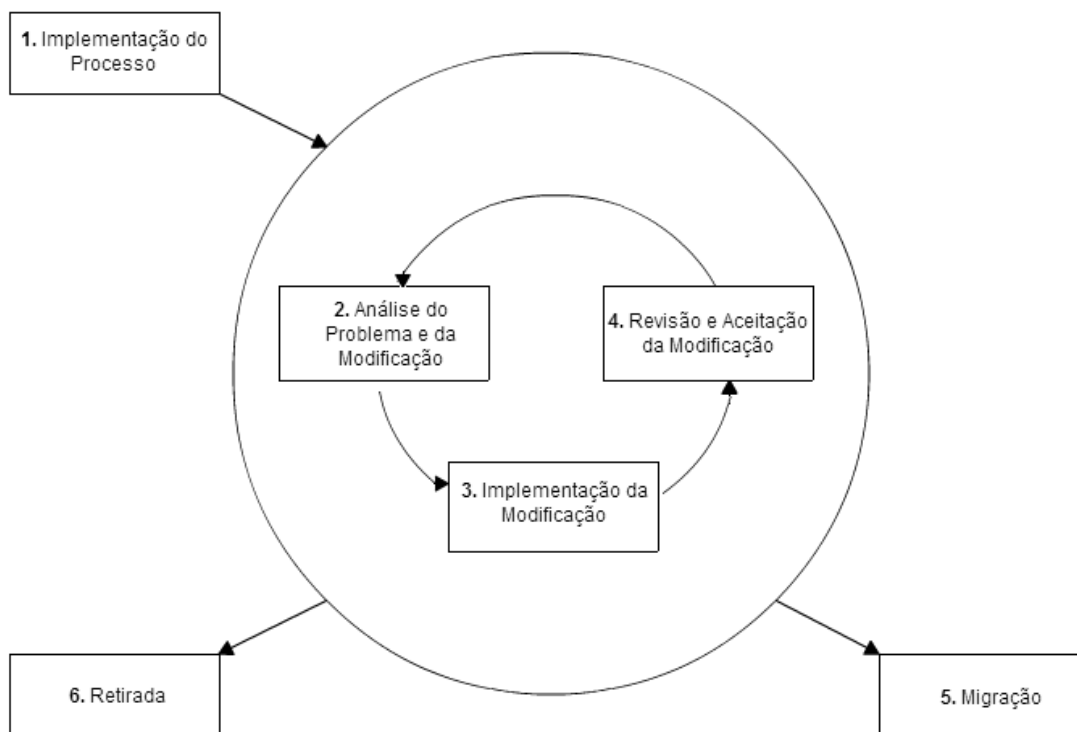 1. Implementação do
Processo
2. Análise do
Problema e da
Modificação
4. Revisão e Aceitação
da Modificação
3. Implementação da
Modificação
6. Retirada
5. Migração